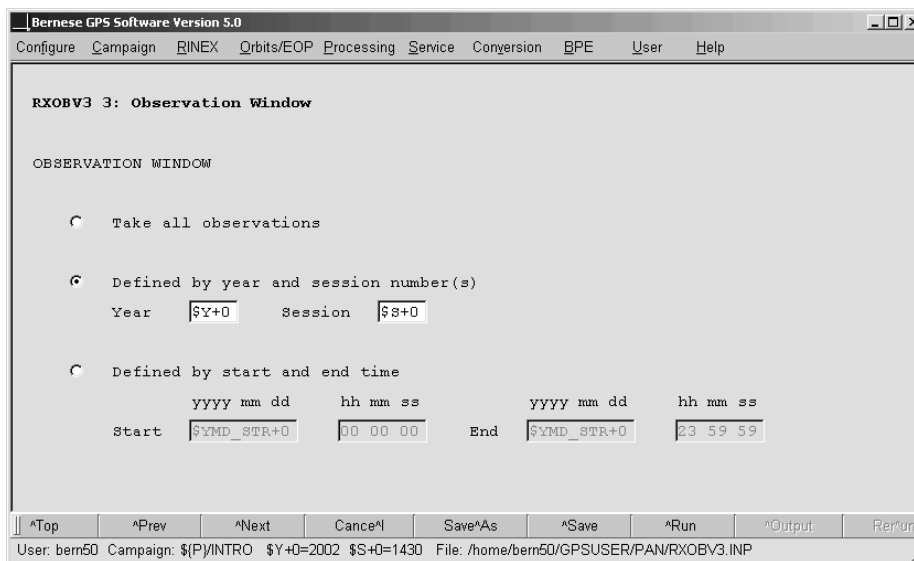 Bernese GPS Software Version 5.0
Configure Campaign RINEX Orbits/EOP Processing Service Conversion BPE User Help
RXOBV3 3: Observation Window
OBSERVATION WINDOW
Take all observations
Defined by year and session number(s)
Year $Y+0 Session $S+0
Defined by start and end time
yyyy mm dd hh mm ss yyyy mm dd hh mm ss
Start $YMD_STR+0 00 00 00 End $YMD_STR+0 23 59 59
^Top ^Prev ^Next Cance^l Save^As ^Save ^Run ^Output Rer^un
User: bern50 Campaign: ${P}/INTRO $Y+0=2002 $S+0=1430 File: /home/bern50/GPSUSER/PAN/RXOBV3.INP